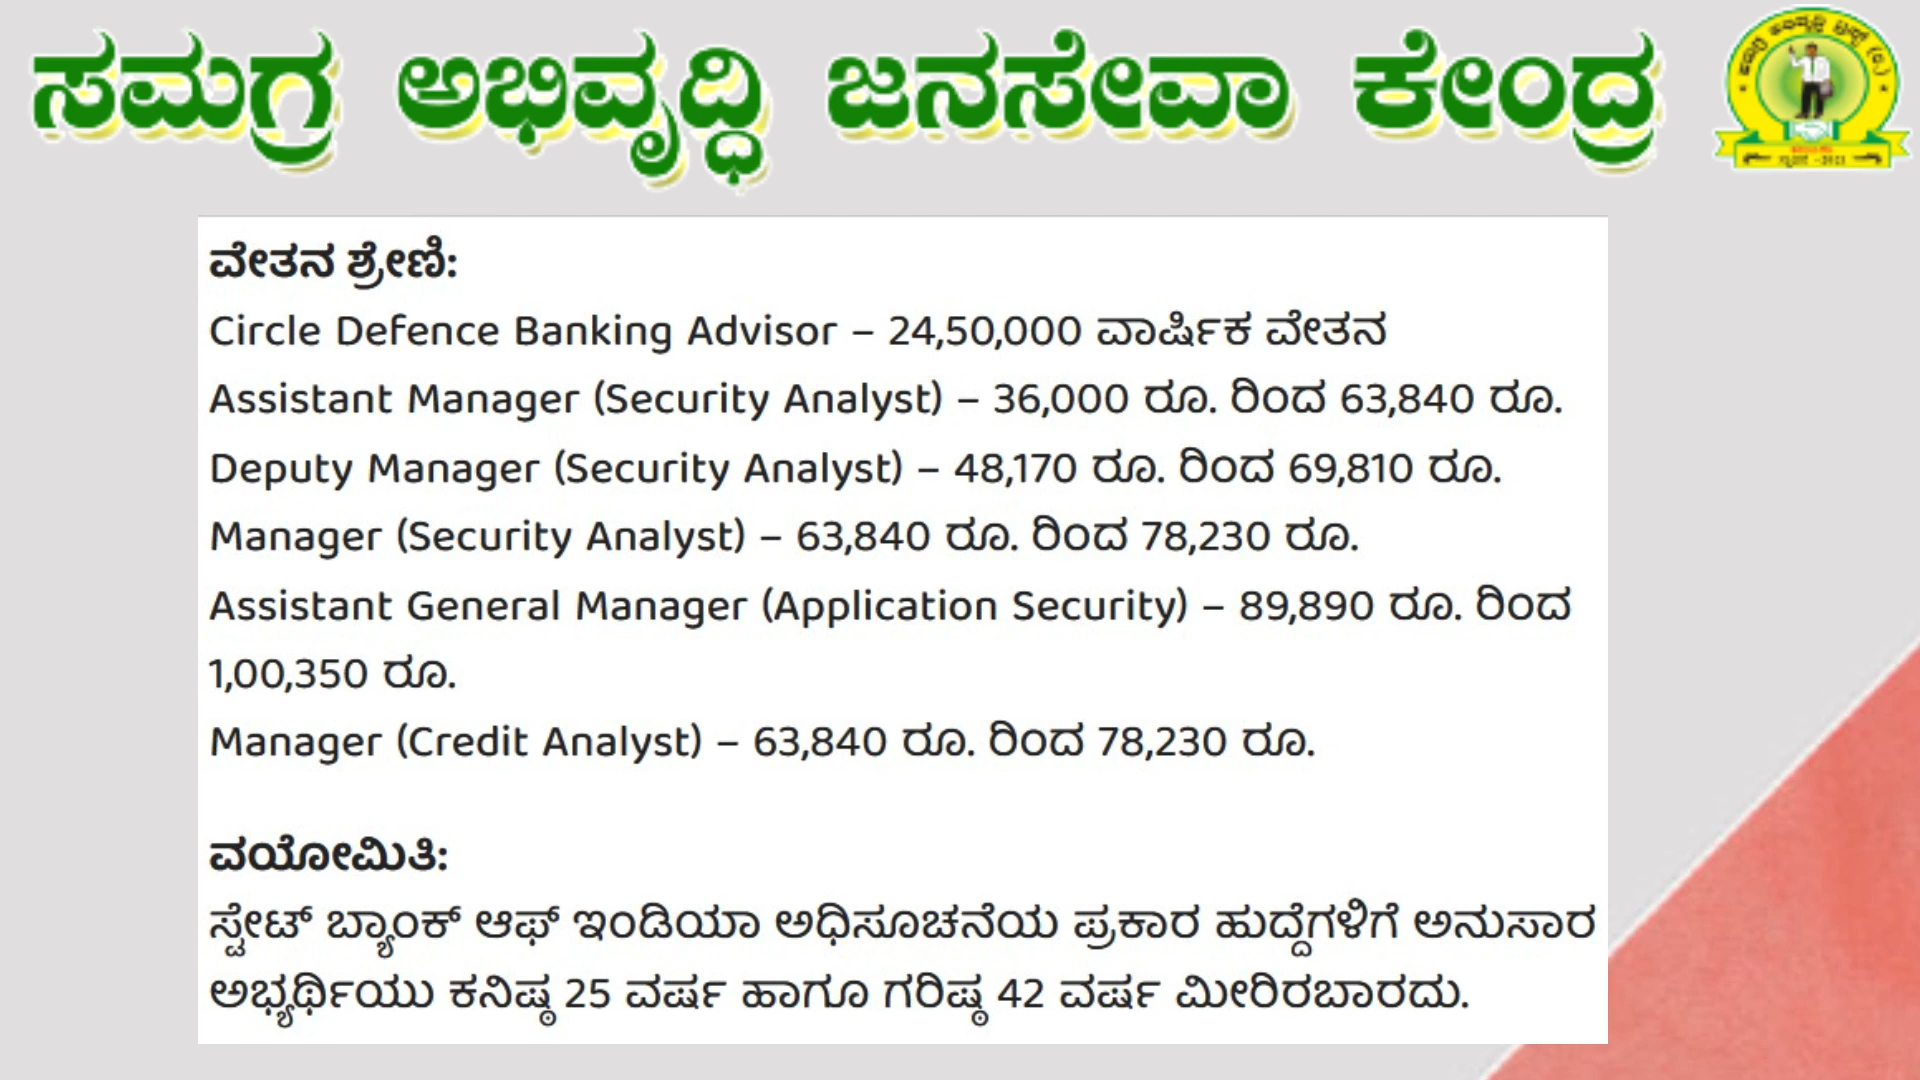 ಸಮಗ್ರ ಅಭಿವೃದ್ಧಿ ಜನಸೇವಾ ಕೇಂದ್ರ
ವೇತನ ಶ್ರೇಣಿ:
Circle Defence Banking Advisor – 24,50,000 ವಾರ್ಷಿಕ ವೇತನ
Assistant Manager (Security Analyst) – 36,000 ರೂ. ರಿಂದ 63,840 ರೂ.
Deputy Manager (Security Analyst) – 48,170 ರೂ. ರಿಂದ 69,810 ರೂ.
Manager (Security Analyst) – 63,840 ರೂ. ರಿಂದ 78,230 ರೂ.
Assistant General Manager (Application Security) – 89,890 ರೂ. ರಿಂದ
1,00,350 ರೂ.
Manager (Credit Analyst) – 63,840 ರೂ. ರಿಂದ 78,230 ರೂ.
ವಯೋಮಿತಿ:
ಸ್ಟೇಟ್ ಬ್ಯಾಂಕ್ ಆಫ್ ಇಂಡಿಯಾ ಅಧಿಸೂಚನೆಯ ಪ್ರಕಾರ ಹುದ್ದೆಗಳಿಗೆ ಅನುಸಾರ
ಅಭ್ಯರ್ಥಿಯು ಕನಿಷ್ಠ 25 ವರ್ಷ ಹಾಗೂ ಗರಿಷ್ಠ 42 ವರ್ಷ ಮೀರಿರಬಾರದು.